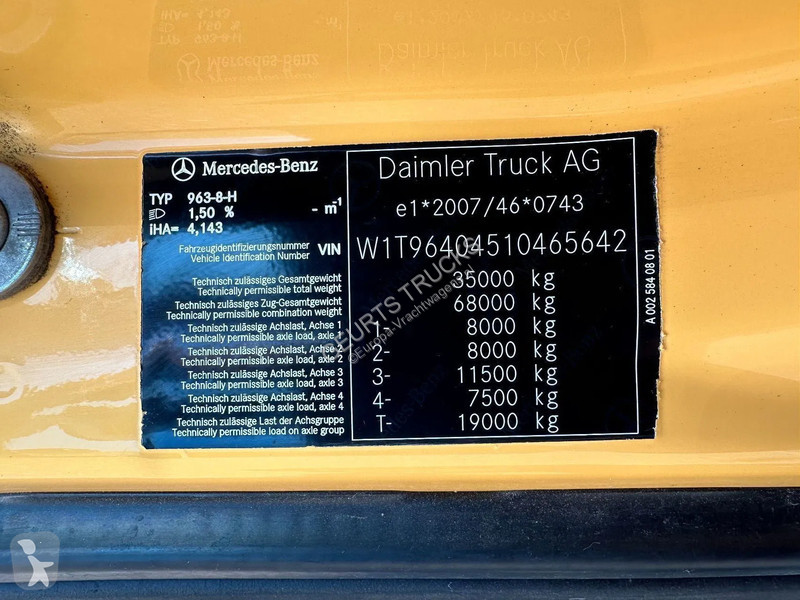 Mercedes-Benz
TYP 963-8-H
1,50 % - m⁻¹
iHA= 4,143
Fahrzeugidentifizierungsnummer
Vehicle Identification Number VIN
Technisch zulässiges Gesamtgewicht
Technically permissible total weight
Technisch zulässiges Zug-Gesamtgewicht
Technically permissible combination weight
Technisch zulässige Achslast, Achse 1
Technically permissible axle load, axle 1
Technisch zulässige Achslast, Achse 2
Technically permissible axle load, axle 2
Technisch zulässige Achslast, Achse 3
Technically permissible axle load, axle 3
Technisch zulässige Achslast, Achse 4
Technically permissible axle load, axle 4
Technisch zulässige Last der Achsgruppe
Technically permissible load on axle group
Daimler Truck AG
e1*2007/46*0743
W1T96404510465642
35000 kg
68000 kg
1- 8000 kg
2- 8000 kg
3- 11500 kg
4- 7500 kg
T- 19000 kg
A 002 584 08 01
GEURTS TRUCKS